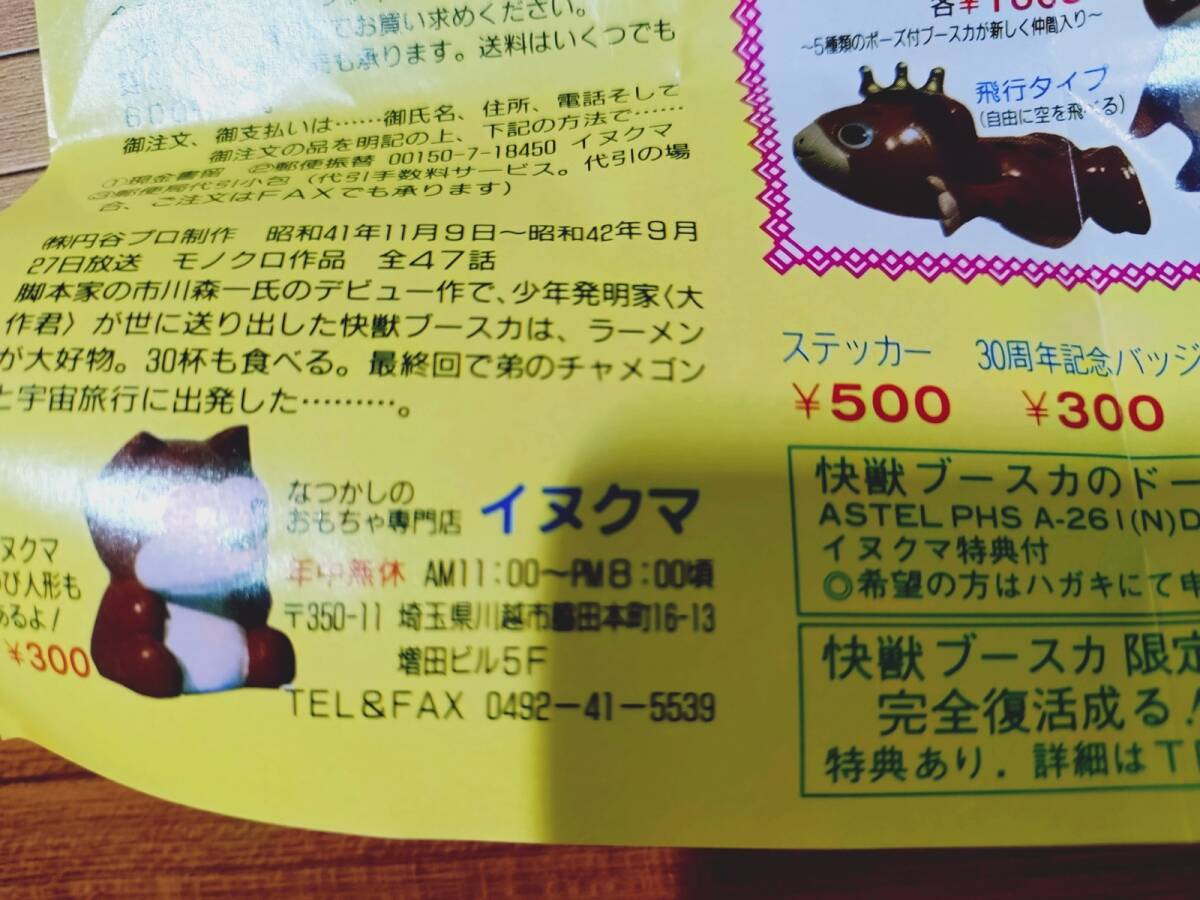 てお買い求めください。
も承ります。送料はいくつでも
600
御注文、御支払いは……御氏名、住所、電話そして
御注文の品を明記の上、下記の方法で……
①現金書留 ②郵便振替 00150-7-18450 イヌクマ
③郵便局代引小包(代引手数料サービス。代引の場
合、ご注文はFAXでも承ります)
㈱円谷プロ制作 昭和41年11月9日～昭和42年9月
27日放送 モノクロ作品 全47話
脚本家の市川森一氏のデビュー作で、少年発明家〈大
作君〉が世に送り出した快獣ブースカは、ラーメン
が大好物。30杯も食べる。最終回で弟のチャメゴン
と宇宙旅行に出発した………。
ヌクマ
び人形も
あるよ!
¥300
なつかしの
おもちゃ専門店 イヌクマ
年中無休 AM11:00～PM8:00頃
〒350-11 埼玉県川越市脇田本町16-13
増田ビル5F
TEL&FAX 0492-41-5539
各¥
～5種類のポーズ付ブースカが新しく仲間入り～
飛行タイプ
(自由に空を飛べる)
ステッカー 30周年記念バッジ
¥500 ¥300
快獣ブースカのド
ASTEL PHS A-261(N)D
イヌクマ特典付
◎希望の方はハガキにて申
快獣ブースカ 限定
完全復活成る!
特典あり.詳細はT